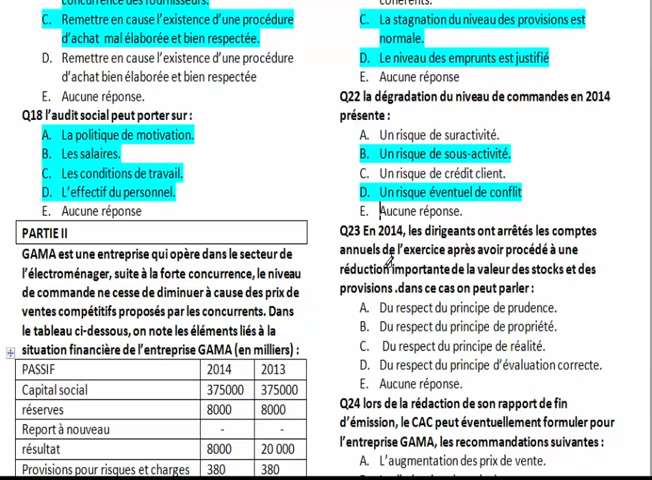 concurrence des fournisseurs.
C. Remettre en cause l'existence d'une procédure
d'achat mal élaborée et bien respectée.
D. Remettre en cause l'existence d'une procédure
d'achat bien élaborée et bien respectée
E. Aucune réponse.
Q18 l'audit social peut porter sur :
A. La politique de motivation.
B. Les salaires.
C. Les conditions de travail.
D. L'effectif du personnel.
E. Aucune réponse
PARTIE II
GAMA est une entreprise qui opère dans le secteur de
l'électroménager, suite à la forte concurrence, le niveau
de commande ne cesse de diminuer à cause des prix de
ventes compétitifs proposés par les concurrents. Dans
le tableau ci-dessous, on note les éléments liés à la
situation financière de l'entreprise GAMA (en milliers) :
PASSIF 2014 2013
Capital social 375000 375000
réserves 8000 8000
Report à nouveau - -
résultat 8000 20 000
Provisions pour risques et charges 380 380
cohérents.
C. La stagnation du niveau des provisions est
normale.
D. Le niveau des emprunts est justifié
E. Aucune réponse
Q22 la dégradation du niveau de commandes en 2014
présente :
A. Un risque de suractivité.
B. Un risque de sous-activité.
C. Un risque de crédit client.
D. Un risque éventuel de conflit
E. Aucune réponse.
Q23 En 2014, les dirigeants ont arrêtés les comptes
annuels de l'exercice après avoir procédé à une
réduction importante de la valeur des stocks et des
provisions .dans ce cas on peut parler :
A. Du respect du principe de prudence.
B. Du respect du principe de propriété.
C. Du respect du principe de réalité.
D. Du respect du principe d'évaluation correcte.
E. Aucune réponse.
Q24 lors de la rédaction de son rapport de fin
d'émission, le CAC peut éventuellement formuler pour
l'entreprise GAMA, les recommandations suivantes :
A. L'augmentation des prix de vente.